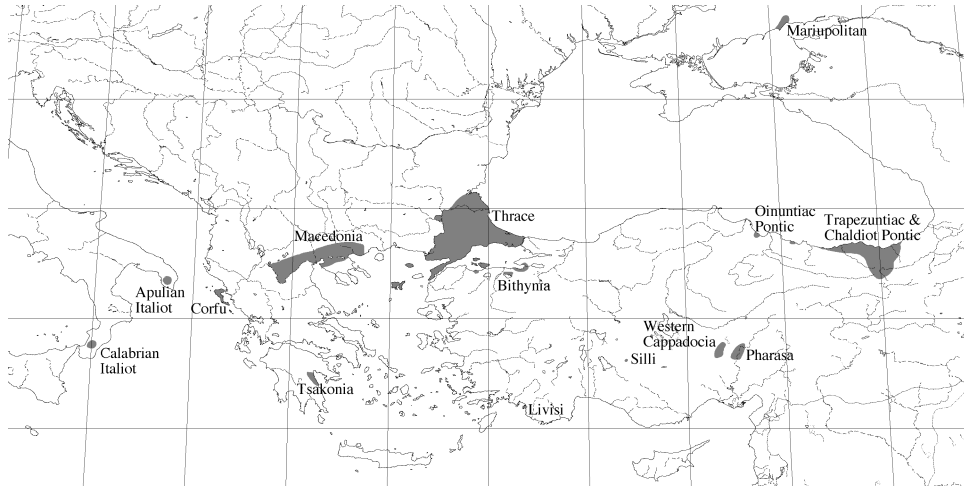 Mariupolitan
Thrace
Oinuntiac
Pontic
Trapezuntiac &
Chaldiot Pontic
Macedonia
Bithynia
Apulian
Italiot
Corfu
Western
Cappadocia
Silli
Pharasa
Calabrian
Italiot
Tsakonia
Livisi